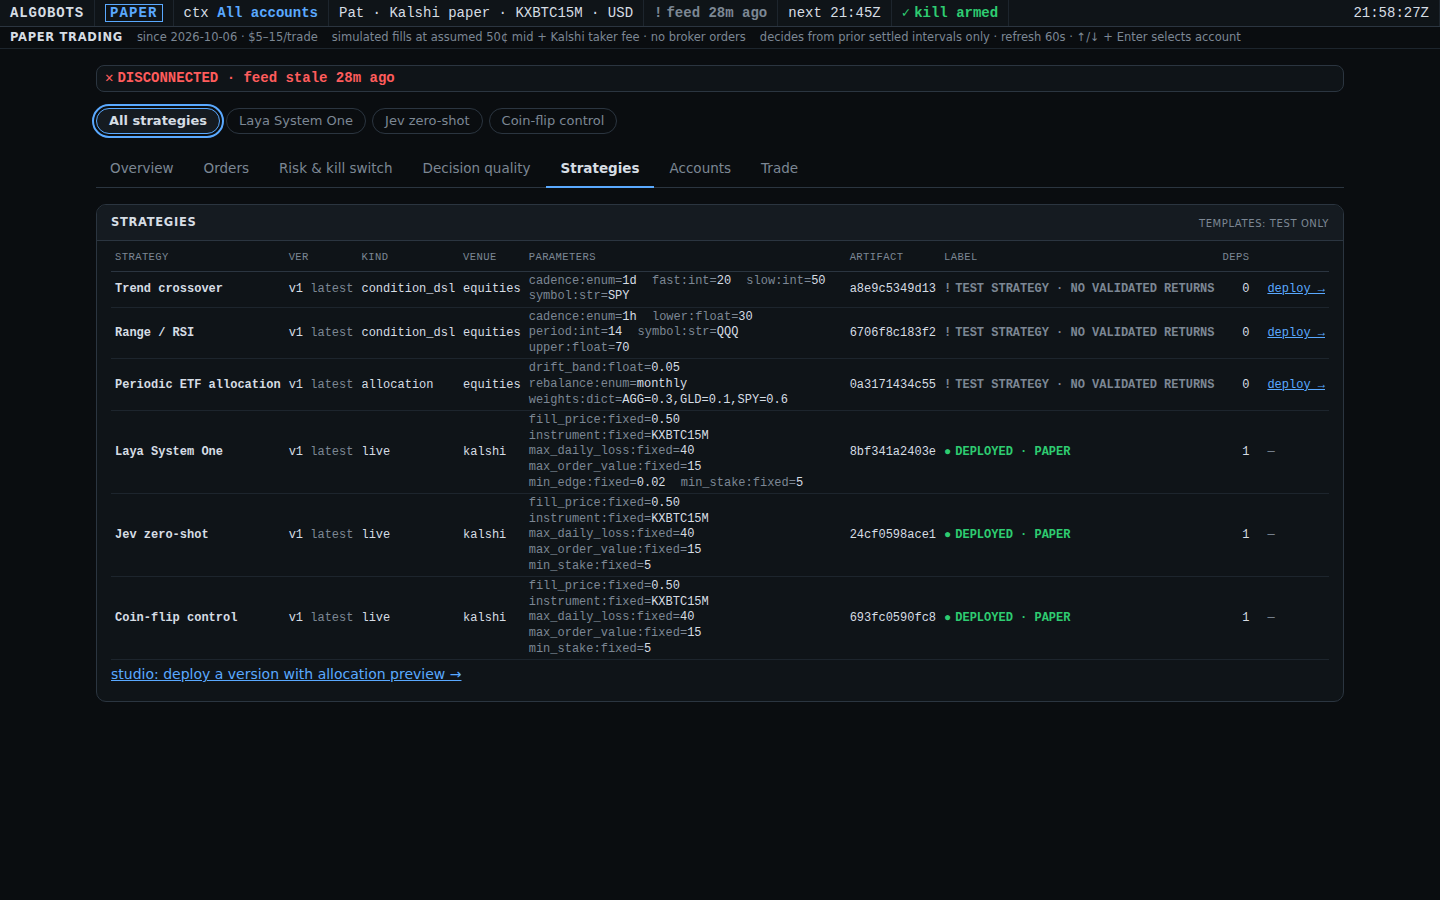 ALGOBOTS PAPER ctx All accounts Pat · Kalshi paper · KXBTC15M · USD ! feed 28m ago next 21:45Z ✓ kill armed 21:58:27Z
PAPER TRADING since 2026-10-06 · $5–15/trade simulated fills at assumed 50¢ mid + Kalshi taker fee · no broker orders decides from prior settled intervals only · refresh 60s · ↑/↓ + Enter selects account
✕ DISCONNECTED · feed stale 28m ago
All strategies Laya System One Jev zero-shot Coin-flip control
Overview Orders Risk & kill switch Decision quality Strategies Accounts Trade
STRATEGIES TEMPLATES: TEST ONLY
STRATEGY VER KIND VENUE PARAMETERS ARTIFACT LABEL DEPS
Trend crossover v1 latest condition_dsl equities cadence:enum=1d fast:int=20 slow:int=50
symbol:str=SPY a8e9c5349d13 ! TEST STRATEGY · NO VALIDATED RETURNS 0 deploy →
Range / RSI v1 latest condition_dsl equities cadence:enum=1h lower:float=30
period:int=14 symbol:str=QQQ
upper:float=70 6706f8c183f2 ! TEST STRATEGY · NO VALIDATED RETURNS 0 deploy →
Periodic ETF allocation v1 latest allocation equities drift_band:float=0.05
rebalance:enum=monthly
weights:dict=AGG=0.3,GLD=0.1,SPY=0.6 0a3171434c55 ! TEST STRATEGY · NO VALIDATED RETURNS 0 deploy →
Laya System One v1 latest live kalshi fill_price:fixed=0.50
instrument:fixed=KXBTC15M
max_daily_loss:fixed=40
max_order_value:fixed=15
min_edge:fixed=0.02 min_stake:fixed=5 8bf341a2403e ● DEPLOYED · PAPER 1 —
Jev zero-shot v1 latest live kalshi fill_price:fixed=0.50
instrument:fixed=KXBTC15M
max_daily_loss:fixed=40
max_order_value:fixed=15
min_stake:fixed=5 24cf0598ace1 ● DEPLOYED · PAPER 1 —
Coin-flip control v1 latest live kalshi fill_price:fixed=0.50
instrument:fixed=KXBTC15M
max_daily_loss:fixed=40
max_order_value:fixed=15
min_stake:fixed=5 693fc0590fc8 ● DEPLOYED · PAPER 1 —
studio: deploy a version with allocation preview →